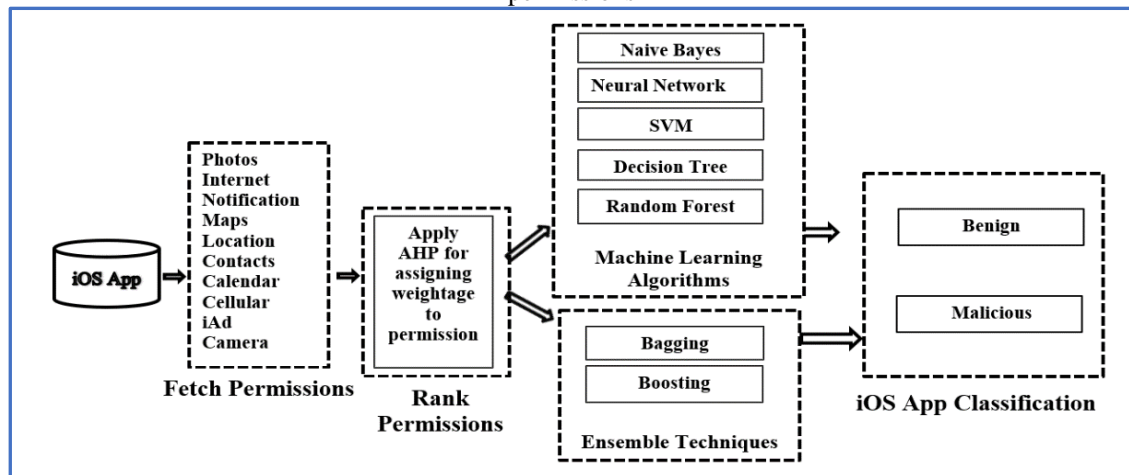 iOS App
Photos
Internet
Notification
Maps
Location
Contacts
Calendar
Cellular
iAd
Camera
Fetch Permissions
Apply
AHP for
assigning
weightage
to
permission
Rank
Permissions
Naive Bayes
Neural Network
SVM
Decision Tree
Random Forest
Machine Learning
Algorithms
Bagging
Boosting
Ensemble Techniques
Benign
Malicious
iOS App Classification